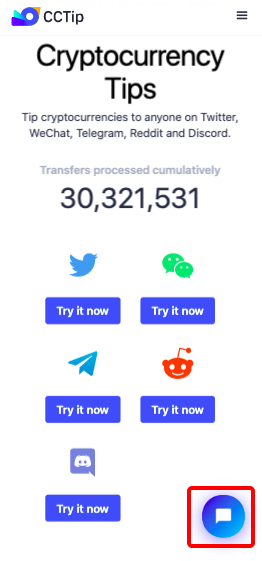 CCTip
Cryptocurrency
Tips
Tip cryptocurrencies to anyone on Twitter,
WeChat, Telegram, Reddit and Discord.
Transfers processed cumulatively
30,321,531
Try it now
Try it now
Try it now
Try it now
Try it now